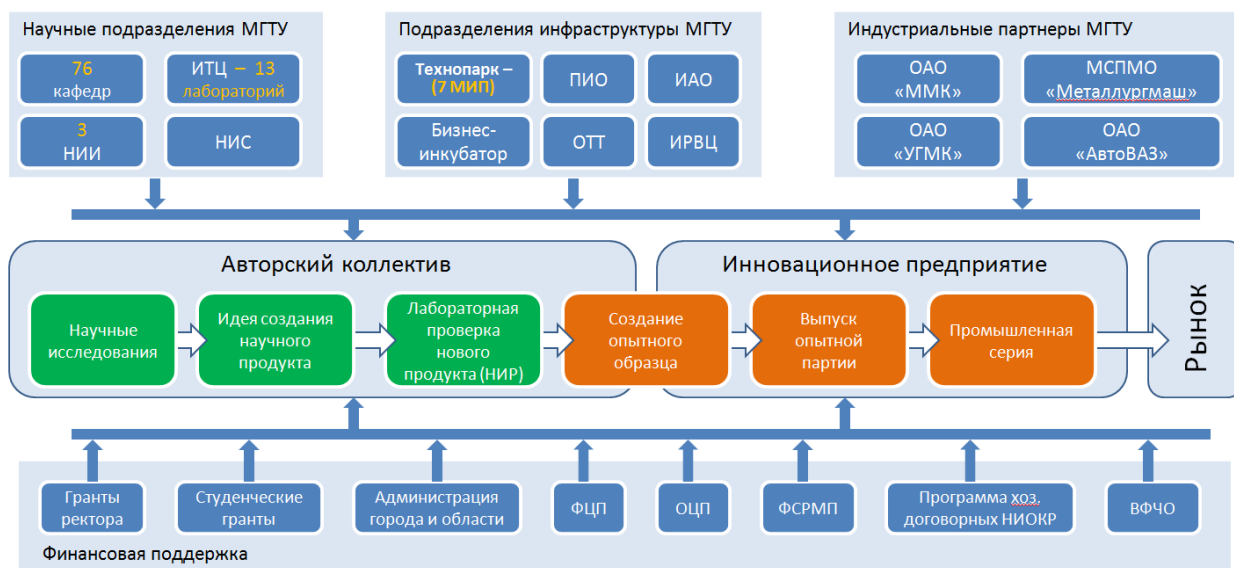 Научные подразделения МГТУ
76
кафедр
ИТЦ – 13
лабораторий
3
НИИ
НИС
Подразделения инфраструктуры МГТУ
Технопарк –
(7 МИП)
ПИО
ИАО
Бизнес-
инкубатор
ОТТ
ИРВЦ
Индустриальные партнеры МГТУ
ОАО
«ММК»
МСПМО
«Металлургмаш»
ОАО
«УГМК»
ОАО
«АвтоВАЗ»
Авторский коллектив
Научные
исследования
Идея создания
научного
продукта
Лабораторная
проверка
нового
продукта (НИР)
Создание
опытного
образца
Инновационное предприятие
Выпуск
опытной
партии
Промышленная
серия
Рынок
Гранты
ректора
Студенческие
гранты
Администрация
города и области
ФЦП
ОЦП
ФСРМП
Программа хоз.
договорных НИОКР
ВФЧО
Финансовая поддержка